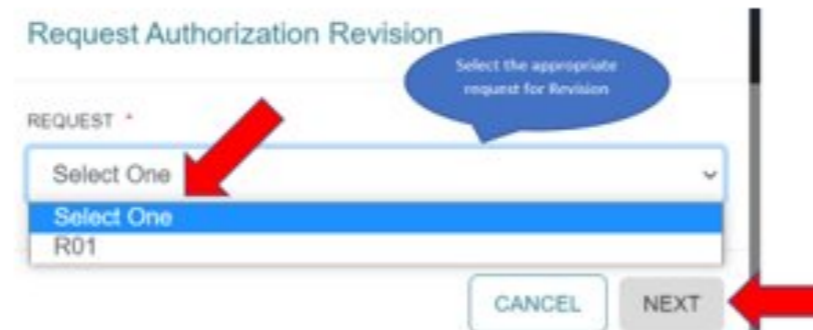 Request Authorization Revision
Select the appropriate
request for Revision
REQUEST *
Select One
Select One
R01
CANCEL
NEXT